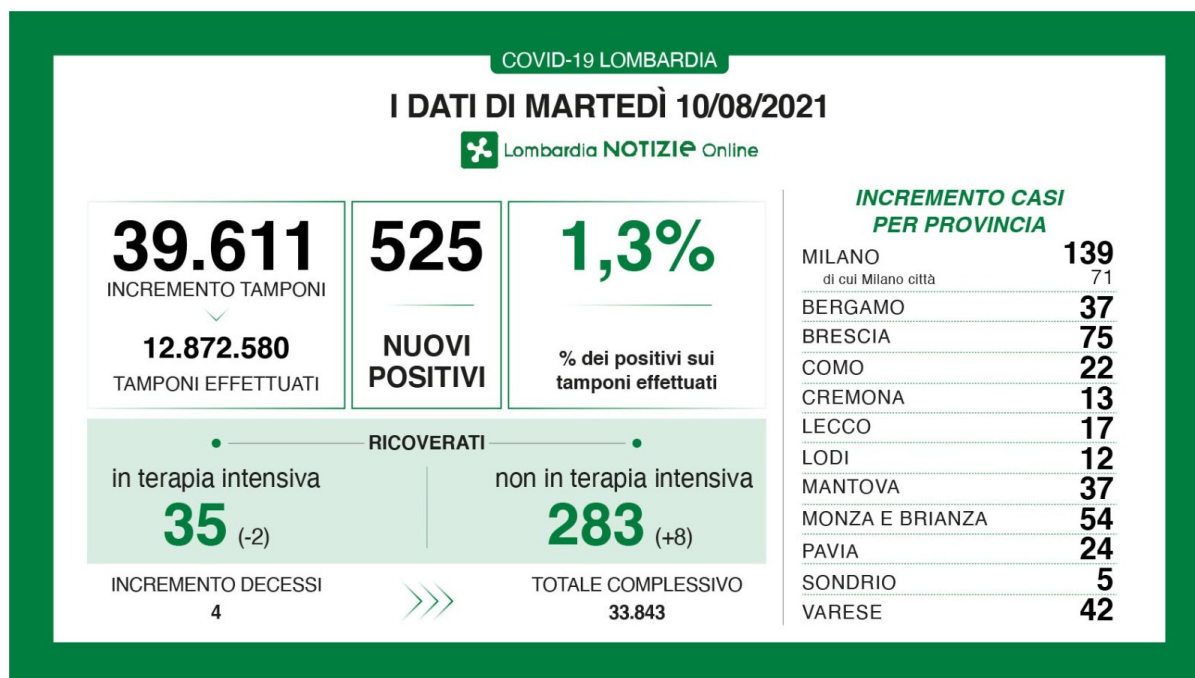 COVID-19 LOMBARDIA
I DATI DI MARTEDÌ 10/08/2021
Lombardia NOTIZIE Online
39.611
INCREMENTO TAMPONI
12.872.580
TAMPONI EFFETTUATI
525
NUOVI
POSITIVI
1,3%
% dei positivi sui
tamponi effettuati
RICOVERATI
in terapia intensiva
35 (-2)
non in terapia intensiva
283 (+8)
INCREMENTO DECESSI
4
TOTALE COMPLESSIVO
33.843
INCREMENTO CASI
PER PROVINCIA
MILANO 139
di cui Milano città 71
BERGAMO 37
BRESCIA 75
COMO 22
CREMONA 13
LECCO 17
LODI 12
MANTOVA 37
MONZA E BRIANZA 54
PAVIA 24
SONDRIO 5
VARESE 42